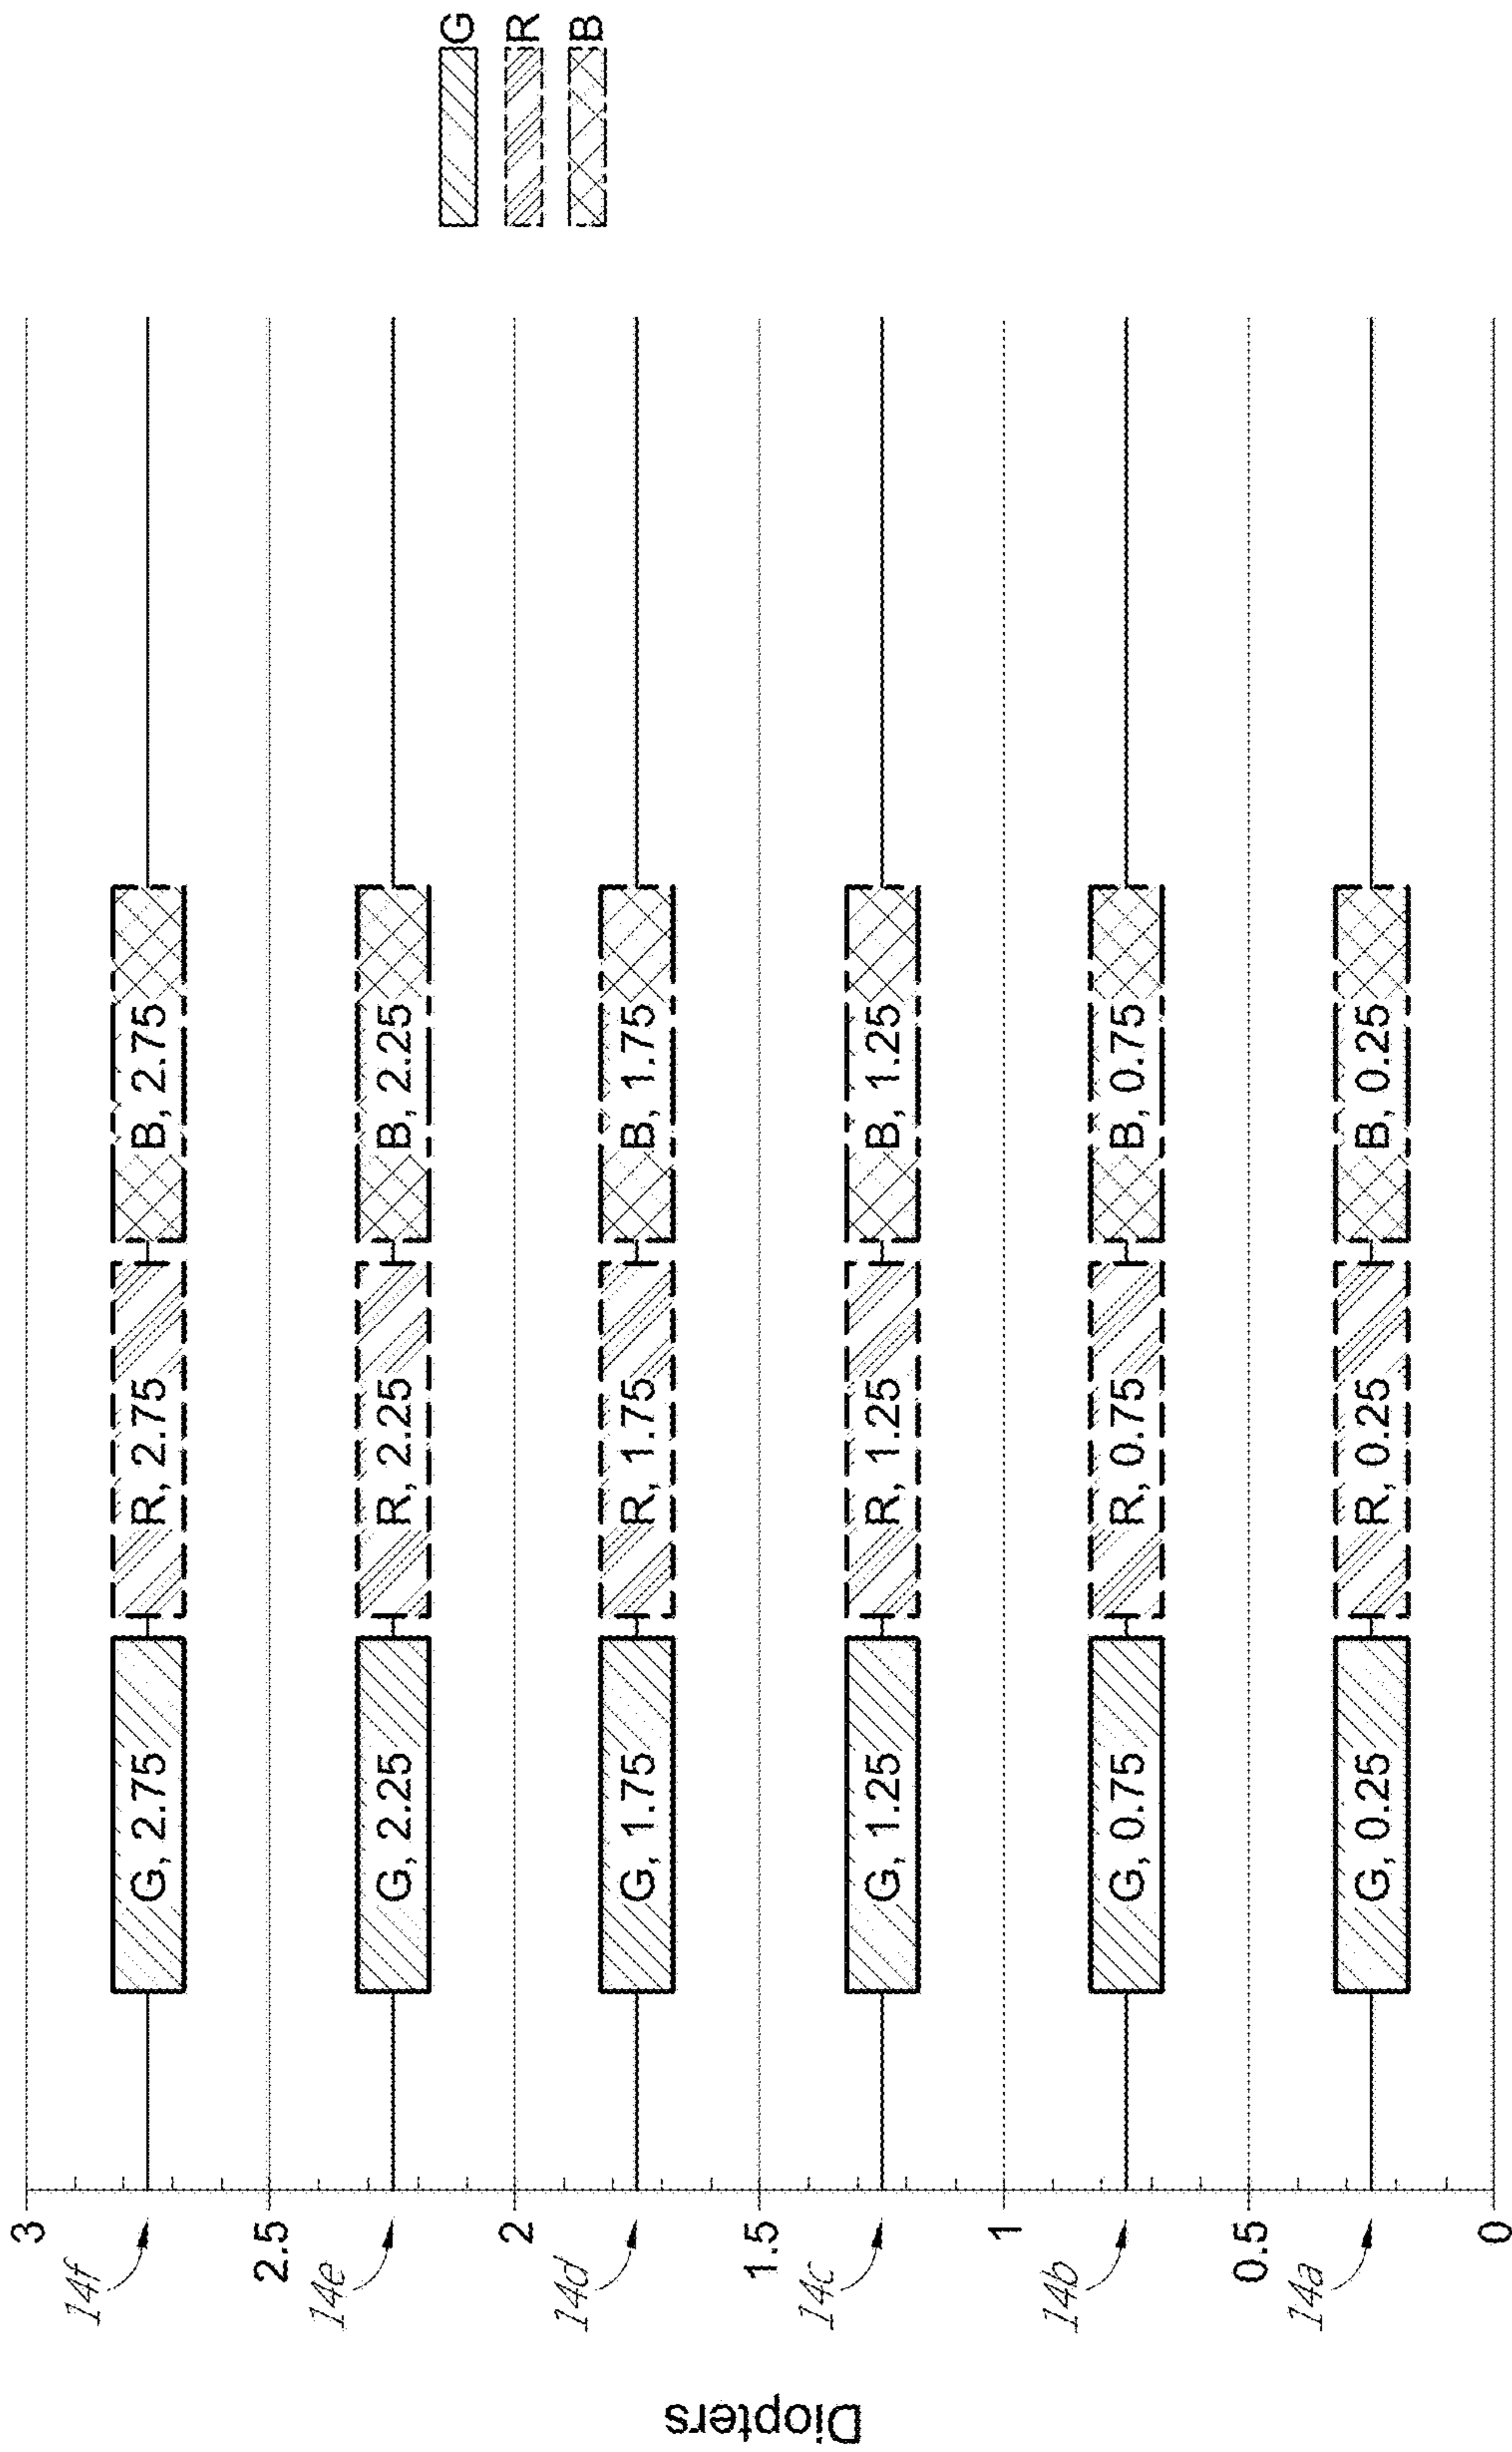 Diopters
3
14f
G, 2.75
R, 2.75
B, 2.75
2.5
14e
G, 2.25
R, 2.25
B, 2.25
2
14d
G, 1.75
R, 1.75
B, 1.75
1.5
14c
G, 1.25
R, 1.25
B, 1.25
1
14b
G, 0.75
R, 0.75
B, 0.75
0.5
14a
G, 0.25
R, 0.25
B, 0.25
0
G
R
B